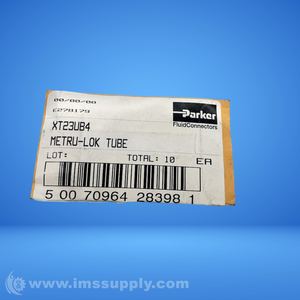 00/00/00
E278179
XT23UB4
METRU-LOK TUBE
LOT:
TOTAL: 10 EA
Parker
FluidConnectors
5 00 70964 28398 1
© www.imssupply.com